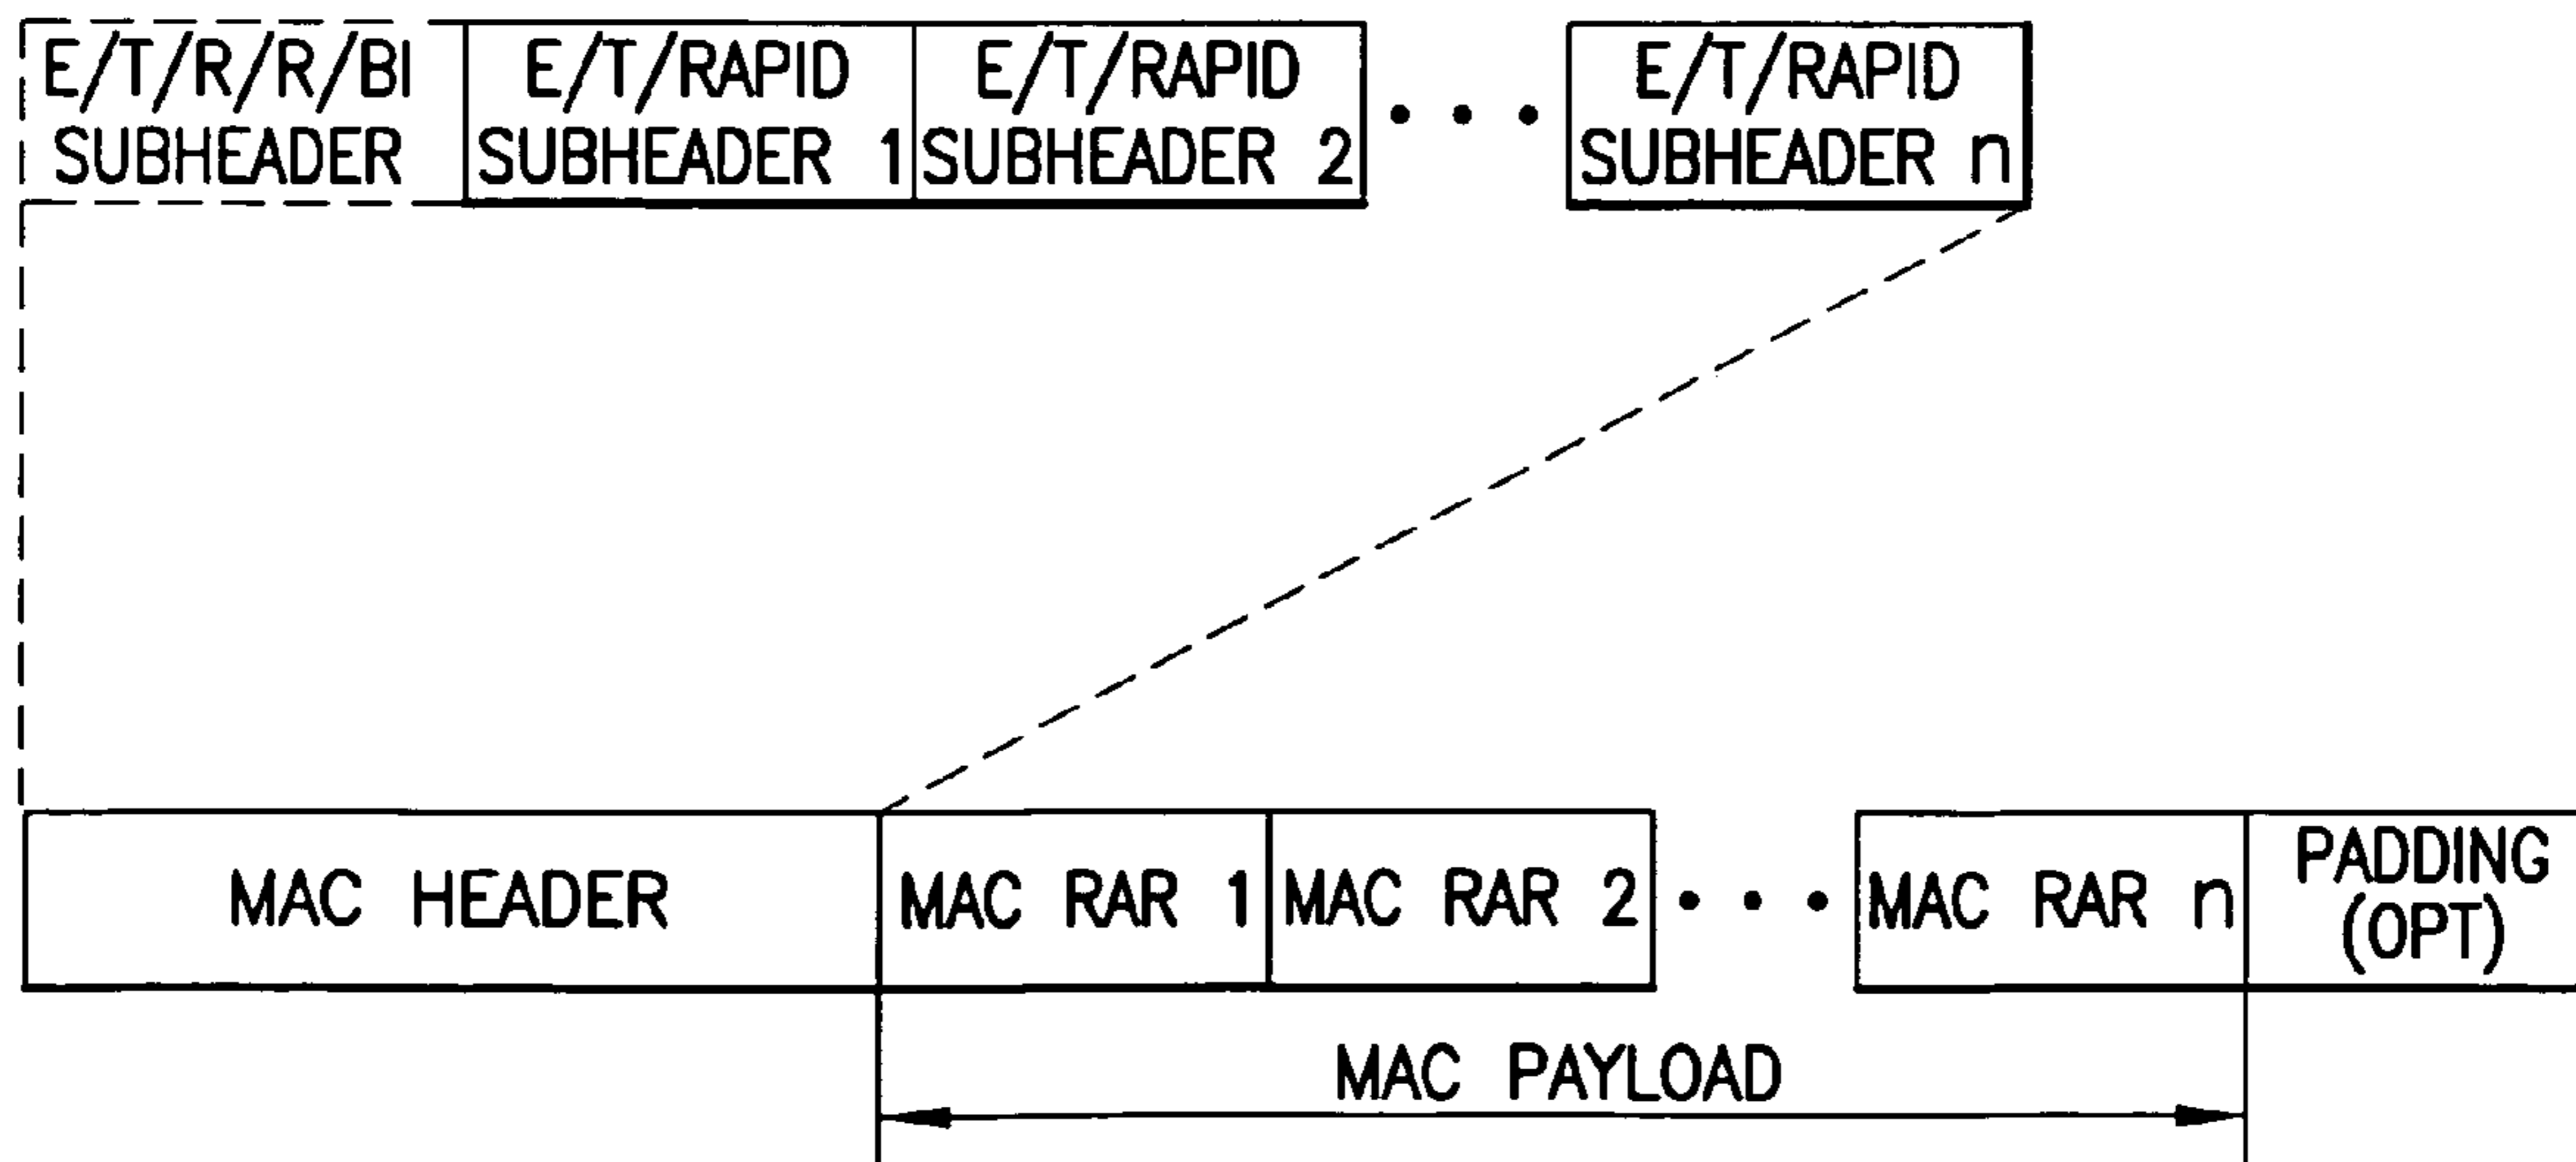 E/T/R/R/BI
SUBHEADER
E/T/RAPID
SUBHEADER 1
E/T/RAPID
SUBHEADER 2
• • •
E/T/RAPID
SUBHEADER n
MAC HEADER
MAC RAR 1
MAC RAR 2
• • •
MAC RAR n
PADDING
(OPT)
MAC PAYLOAD